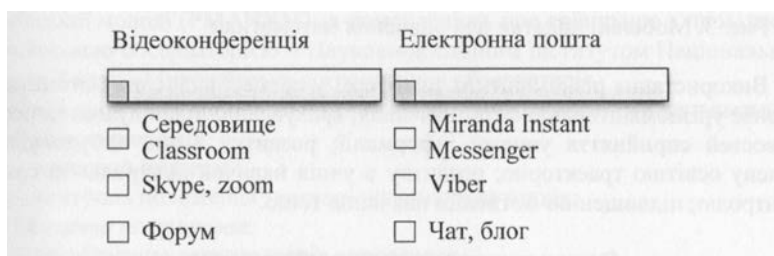 Відеоконференція
Електронна пошта
Середовище
Classroom
Skype, zoom
Форум
Miranda Instant
Messenger
Viber
Чат, блог